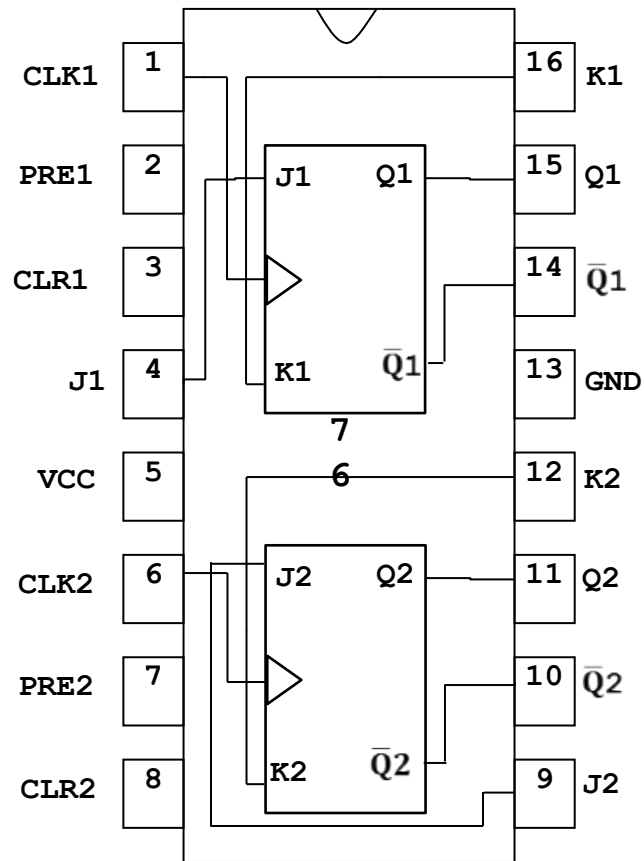 CLK1 1 16 K1
PRE1 2 J1 Q1 15 Q1
CLR1 3 14 Q̅1
J1 4 K1 Q̅1 13 GND
7
VCC 5 6 12 K2
CLK2 6 J2 Q2 11 Q2
PRE2 7 10 Q̅2
CLR2 8 K2 Q̅2 9 J2